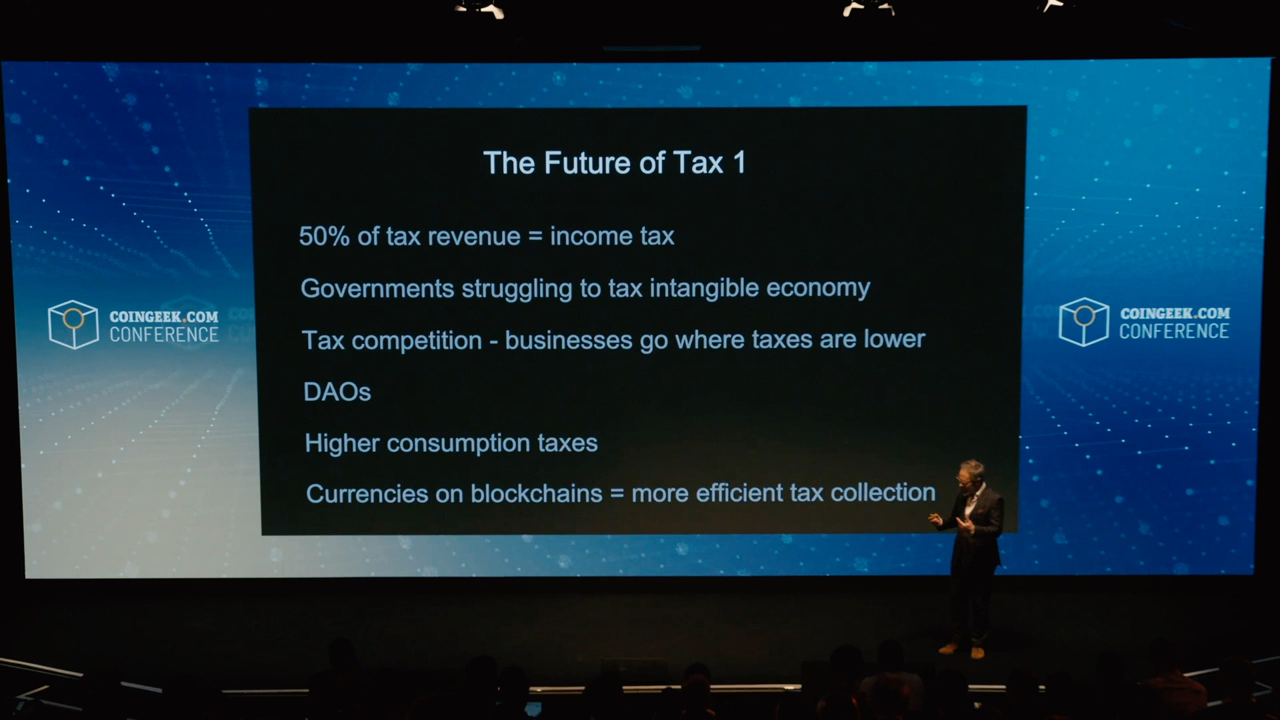 The Future of Tax 1
50% of tax revenue = income tax
Governments struggling to tax intangible economy
Tax competition - businesses go where taxes are lower
DAOs
Higher consumption taxes
Currencies on blockchains = more efficient tax collection
COINGEEK.COM
CONFERENCE
COINGEEK.COM
CONFERENCE